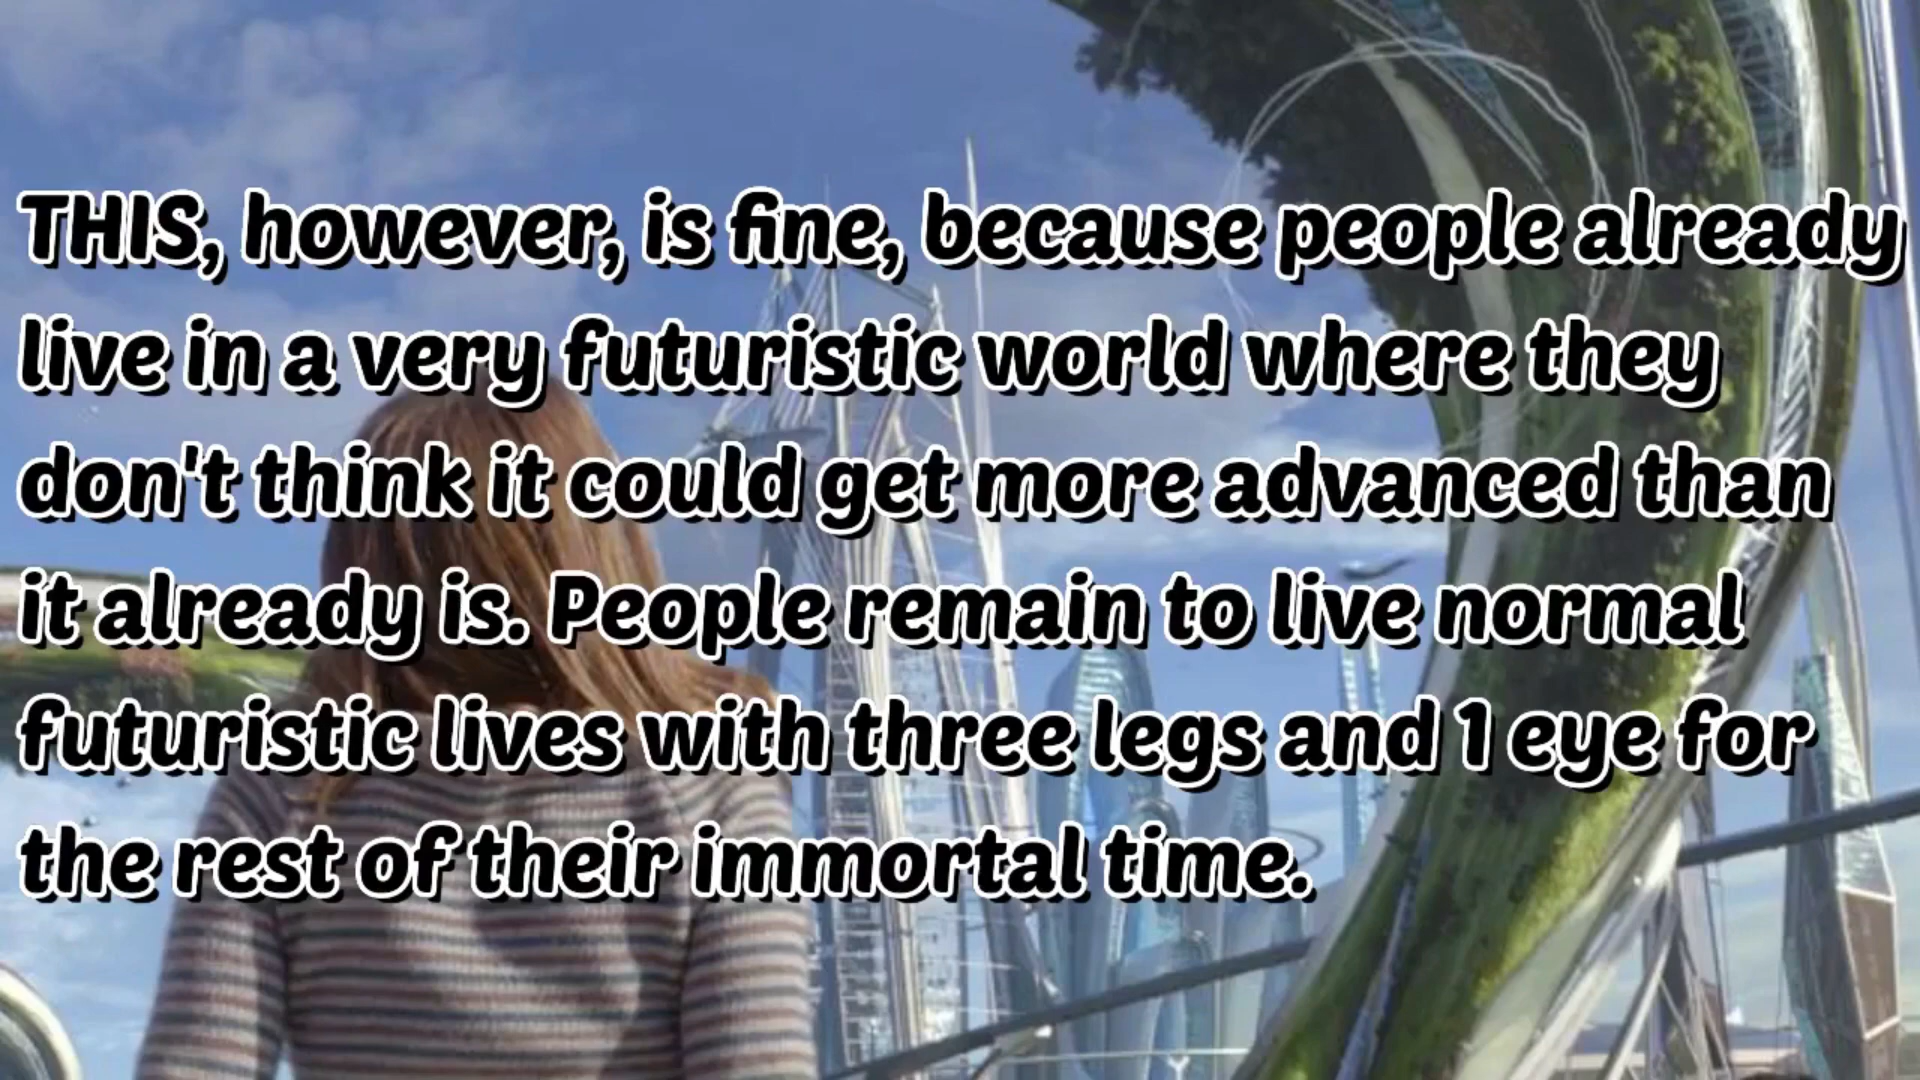 THIS, however, is fine, because people already
live in a very futuristic world where they
don't think it could get more advanced than
it already is. People remain to live normal
futuristic lives with three legs and 1 eye for
the rest of their immortal time.